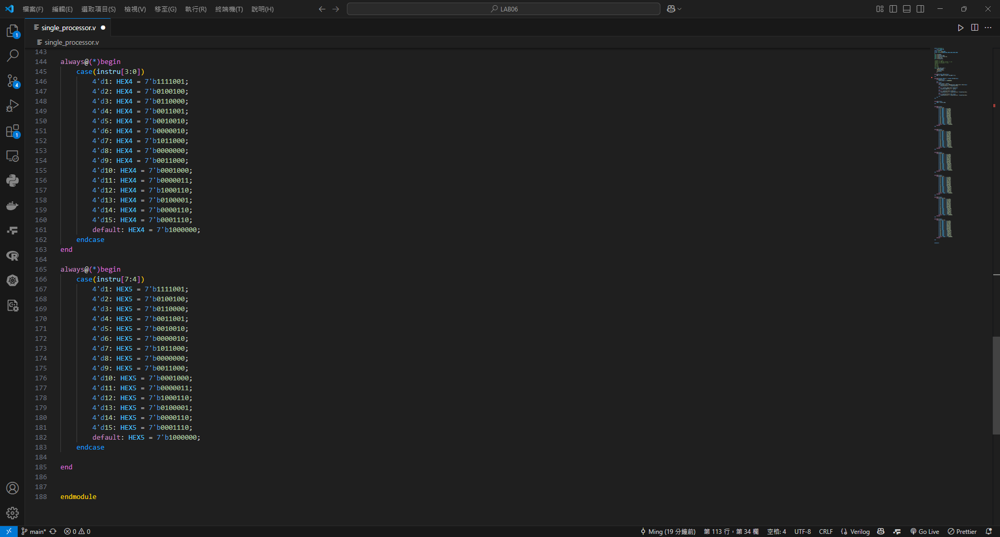 檔案(F) 編輯(E) 選取項目(S) 檢視(V) 移至(G) 執行(R) 終端機(T) 說明(H) LAB06
single_processor.v
single_processor.v
143
144 always@(*)begin
145 case(instru[3:0])
146 4'd1: HEX4 = 7'b1111001;
147 4'd2: HEX4 = 7'b0100100;
148 4'd3: HEX4 = 7'b0110000;
149 4'd4: HEX4 = 7'b0011001;
150 4'd5: HEX4 = 7'b0010010;
151 4'd6: HEX4 = 7'b0000010;
152 4'd7: HEX4 = 7'b1011000;
153 4'd8: HEX4 = 7'b0000000;
154 4'd9: HEX4 = 7'b0011000;
155 4'd10: HEX4 = 7'b0001000;
156 4'd11: HEX4 = 7'b0000011;
157 4'd12: HEX4 = 7'b1000110;
158 4'd13: HEX4 = 7'b0100001;
159 4'd14: HEX4 = 7'b0000110;
160 4'd15: HEX4 = 7'b0001110;
161 default: HEX4 = 7'b1000000;
162 endcase
163 end
164
165 always@(*)begin
166 case(instru[7:4])
167 4'd1: HEX5 = 7'b1111001;
168 4'd2: HEX5 = 7'b0100100;
169 4'd3: HEX5 = 7'b0110000;
170 4'd4: HEX5 = 7'b0011001;
171 4'd5: HEX5 = 7'b0010010;
172 4'd6: HEX5 = 7'b0000010;
173 4'd7: HEX5 = 7'b1011000;
174 4'd8: HEX5 = 7'b0000000;
175 4'd9: HEX5 = 7'b0011000;
176 4'd10: HEX5 = 7'b0001000;
177 4'd11: HEX5 = 7'b0000011;
178 4'd12: HEX5 = 7'b1000110;
179 4'd13: HEX5 = 7'b0100001;
180 4'd14: HEX5 = 7'b0000110;
181 4'd15: HEX5 = 7'b0001110;
182 default: HEX5 = 7'b1000000;
183 endcase
184
185 end
186
187
188 endmodule
1
4
1
main* 0 0 Ming (19 分鐘前) 第 113 行，第 34 欄 空格: 4 UTF-8 CRLF {} Verilog Go Live Prettier